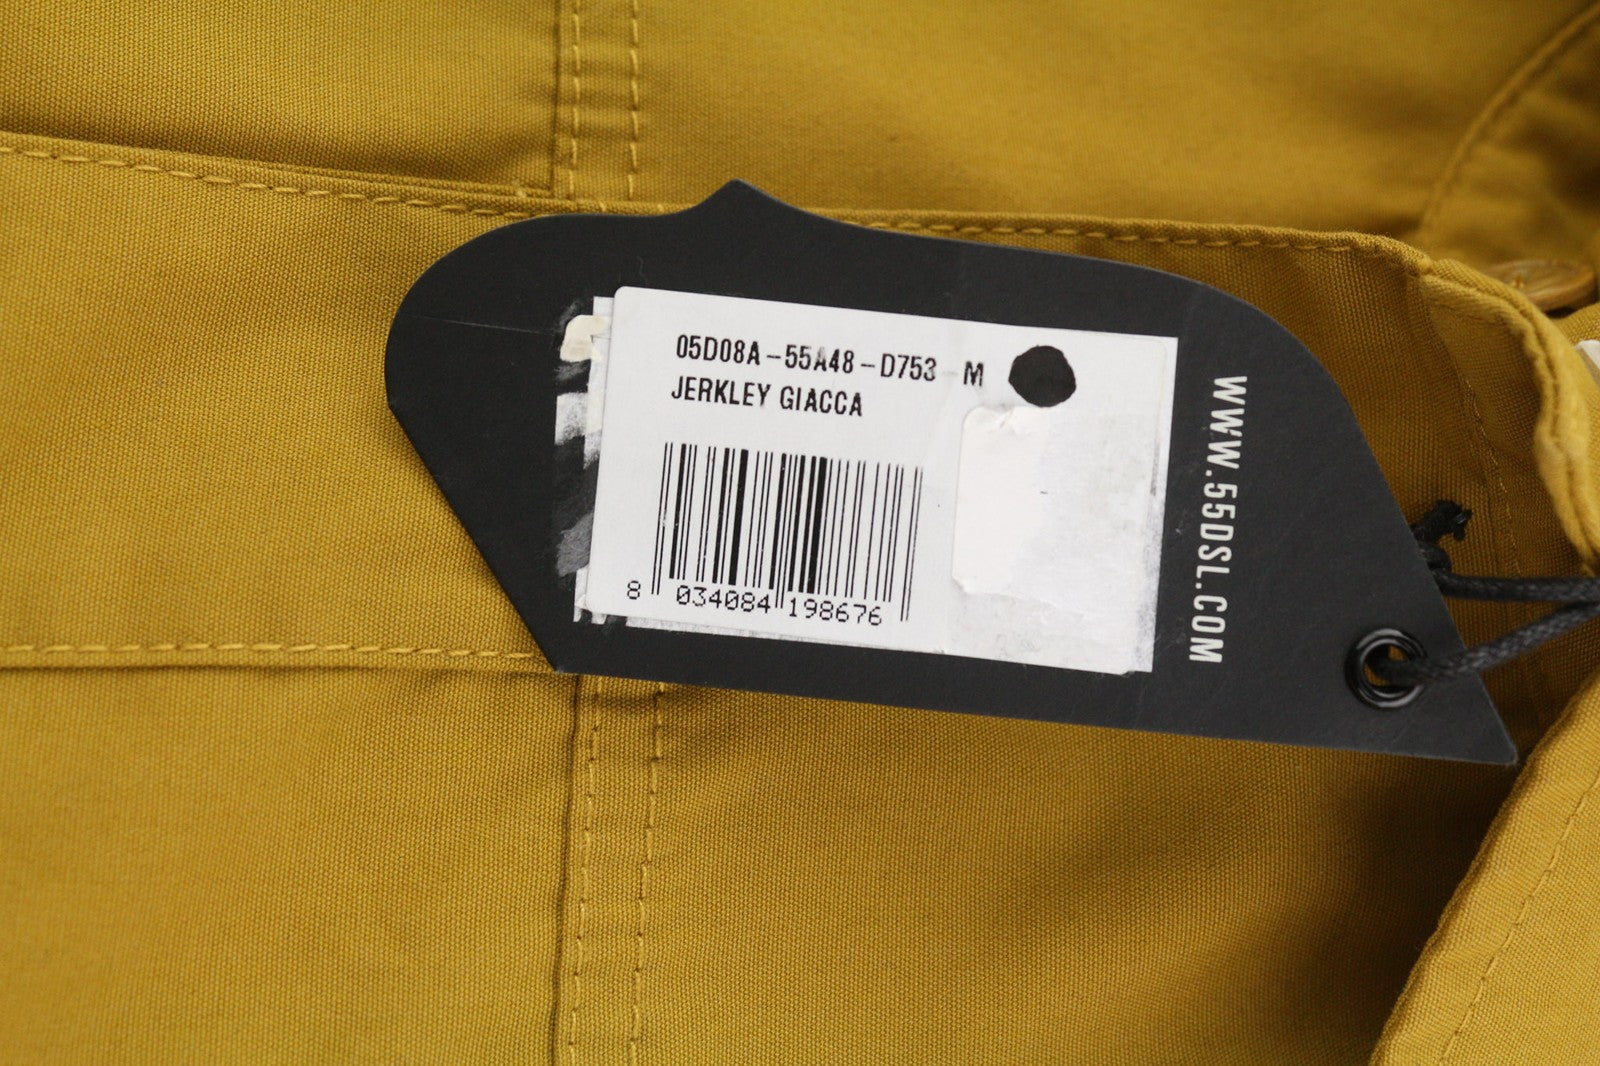 05D08A-55A48-D753 M
JERKLEY GIACCA
8 034084 198676
WWW.55DSL.COM